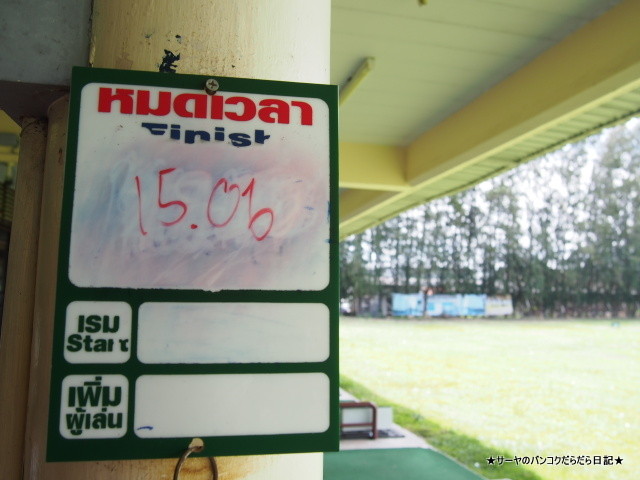 หมดเวลา
Finish
15.06
เริ่ม
Start
เพิ่ม
ผู้เล่น
★サーヤのバンコクだらだら日記★